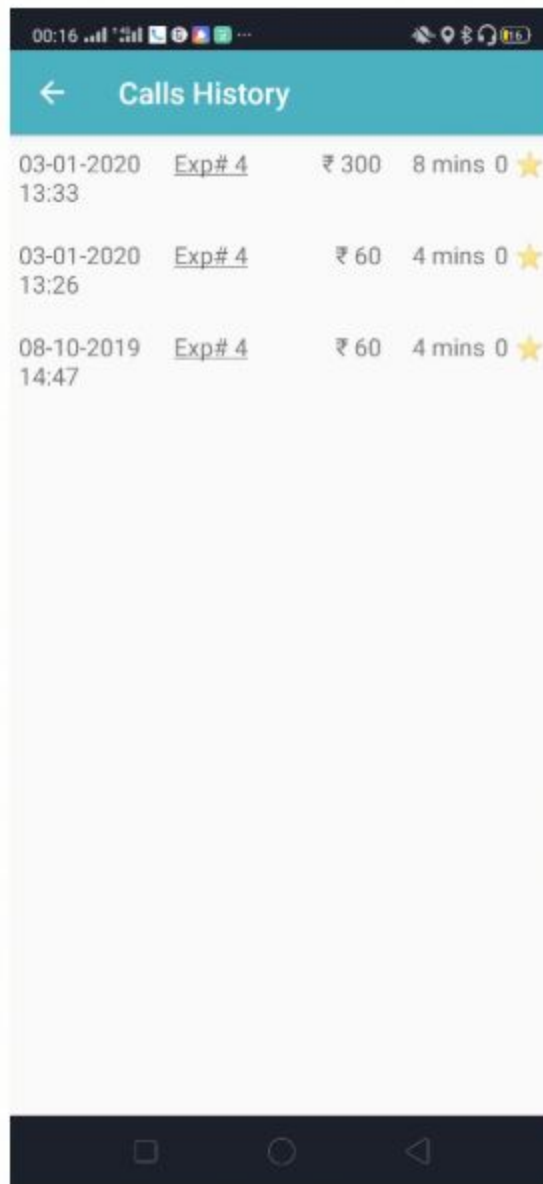 00:16
16
Calls History
03-01-2020 Exp# 4 ₹ 300 8 mins 0
13:33
03-01-2020 Exp# 4 ₹ 60 4 mins 0
13:26
08-10-2019 Exp# 4 ₹ 60 4 mins 0
14:47